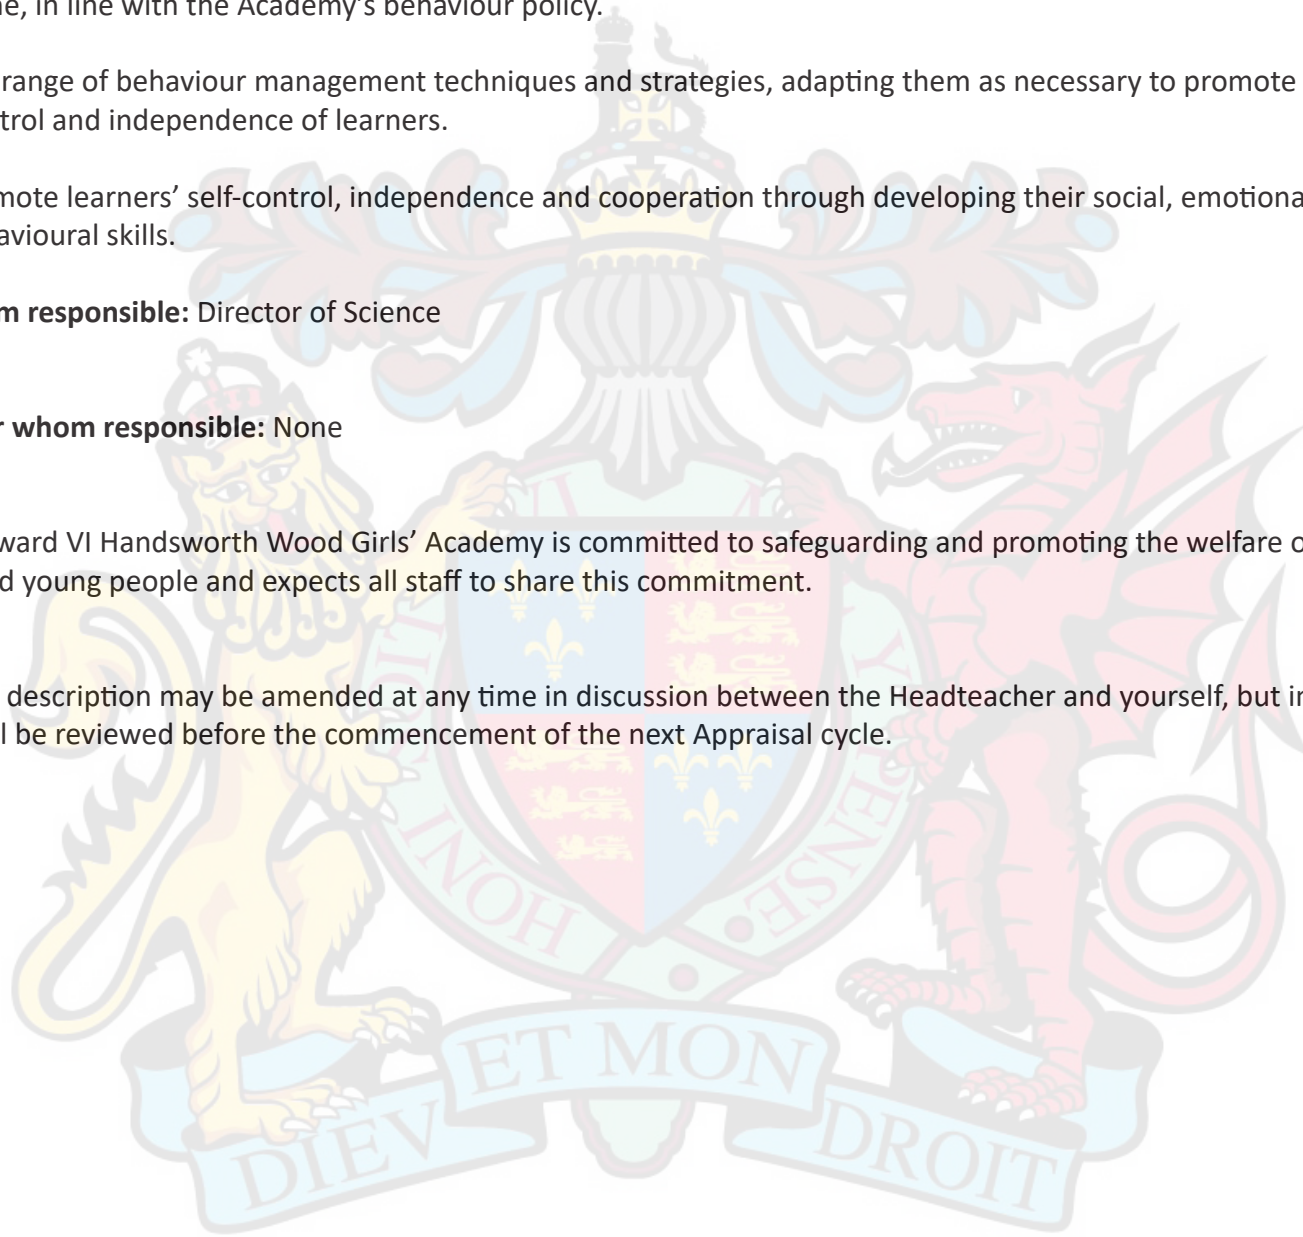 ne, in line with the Academy's behaviour policy.
range of behaviour management techniques and strategies, adapting them as necessary to promote
trol and independence of learners.
mote learners' self-control, independence and cooperation through developing their social, emotiona
avioural skills.
m responsible: Director of Science
r whom responsible: None
ward VI Handsworth Wood Girls' Academy is committed to safeguarding and promoting the welfare o
d young people and expects all staff to share this commitment.
description may be amended at any time in discussion between the Headteacher and yourself, but in
l be reviewed before the commencement of the next Appraisal cycle.
HONI SOIT Y PENSE
DIEV ET MON DROIT